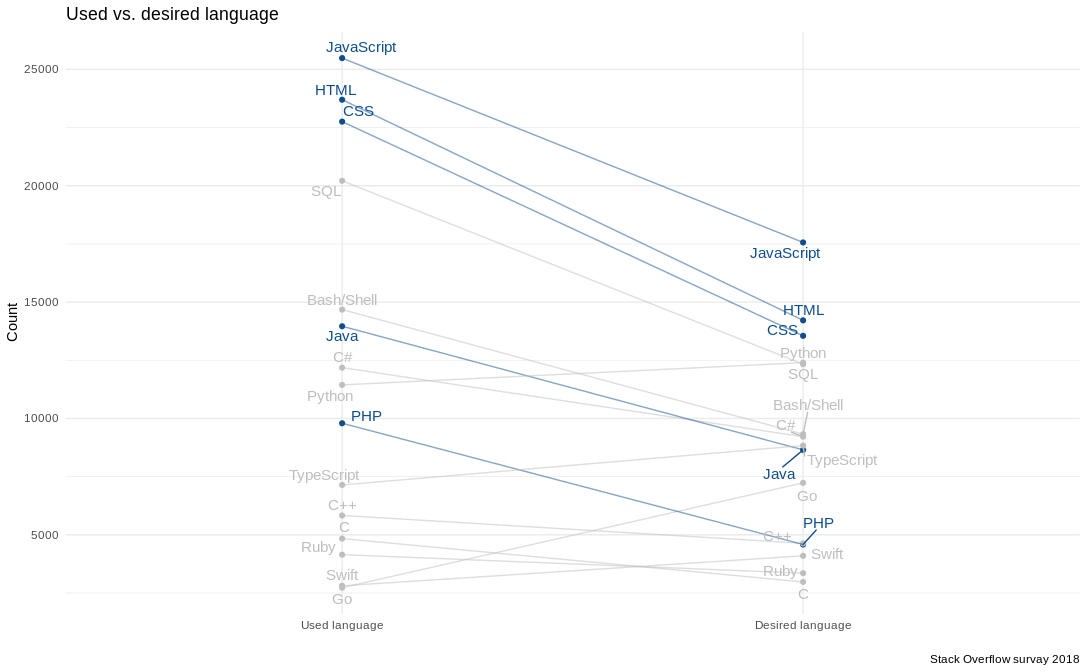 Used vs. desired language
Count
25000
20000
15000
10000
5000
JavaScript
HTML
CSS
SQL
Bash/Shell
Java
C#
Python
PHP
TypeScript
C++
C
Ruby
Swift
Go
JavaScript
HTML
CSS
Python
SQL
Bash/Shell
C#
TypeScript
Java
Go
PHP
C++
Swift
Ruby
C
Used language
Desired language
Stack Overflow survay 2018